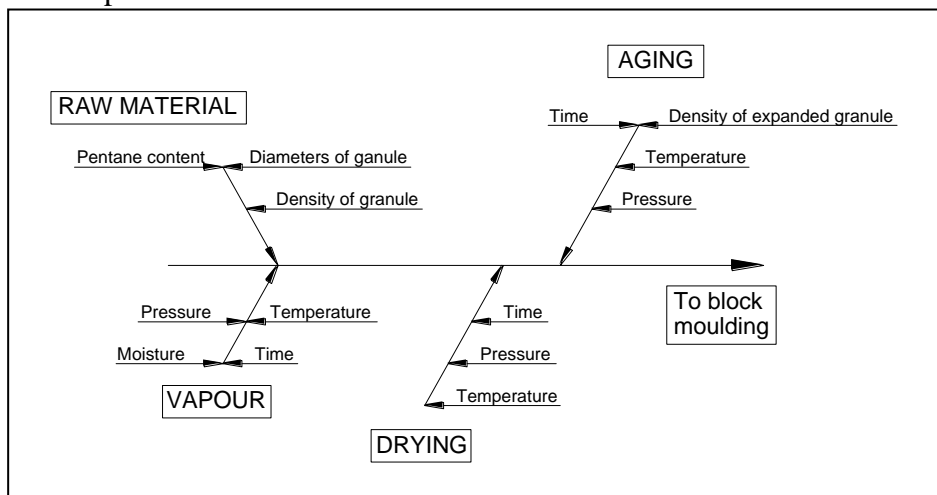 AGING
RAW MATERIAL
Time
Density of expanded granule
Pentane content
Diameters of ganule
Temperature
Density of granule
Pressure
To block
moulding
Pressure
Temperature
Time
Moisture
Time
Pressure
VAPOUR
Temperature
DRYING